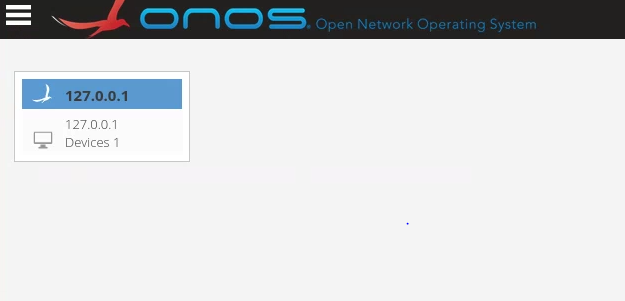 onos® Open Network Operating System
127.0.0.1
127.0.0.1
Devices 1